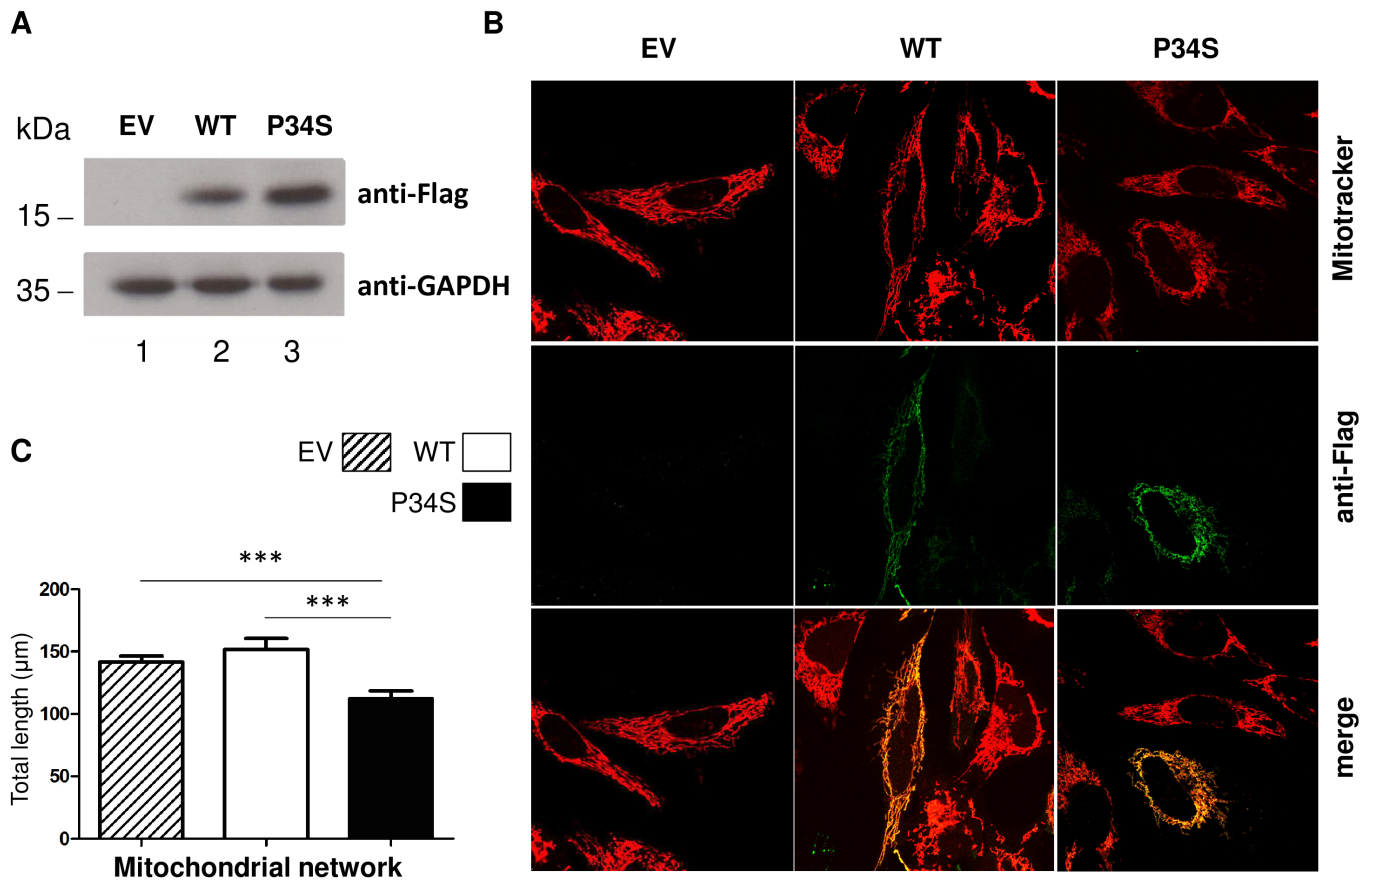 A
kDa EV WT P34S
anti-Flag
15 –
35 –
anti-GAPDH
1 2 3
B
EV WT P34S
Mitotracker
anti-Flag
merge
C
EV WT
P34S
***
***
200
150
100
50
0
Total length (μm)
Mitochondrial network